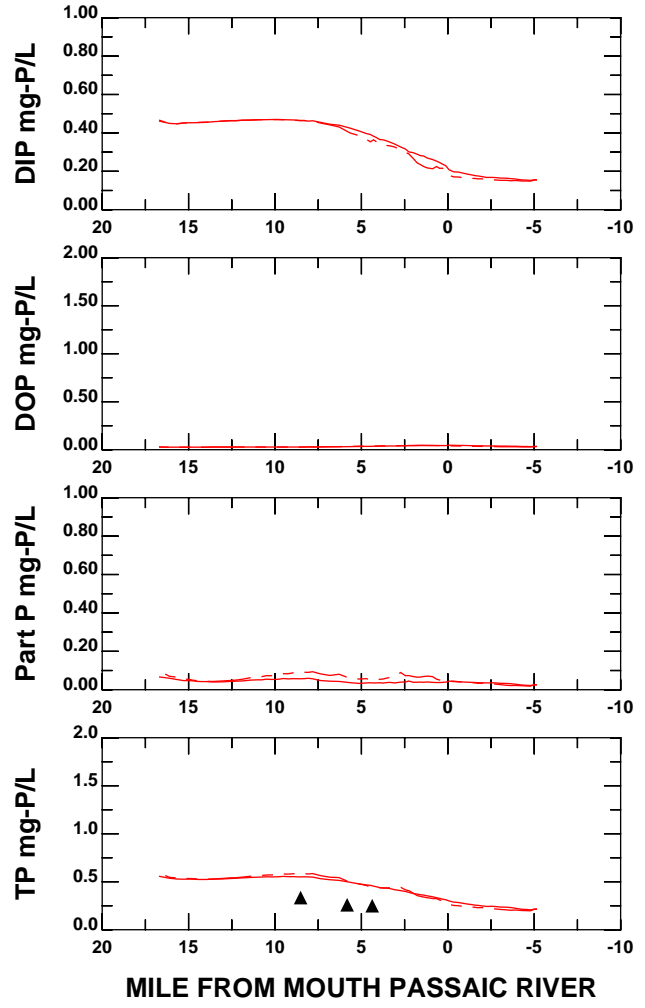 DIP mg-P/L
1.00
0.80
0.60
0.40
0.20
0.00
20 15 10 5 0 -5 -10
DOP mg-P/L
2.00
1.50
1.00
0.50
0.00
20 15 10 5 0 -5 -10
Part P mg-P/L
1.00
0.80
0.60
0.40
0.20
0.00
20 15 10 5 0 -5 -10
TP mg-P/L
2.0
1.5
1.0
0.5
0.0
20 15 10 5 0 -5 -10
MILE FROM MOUTH PASSAIC RIVER